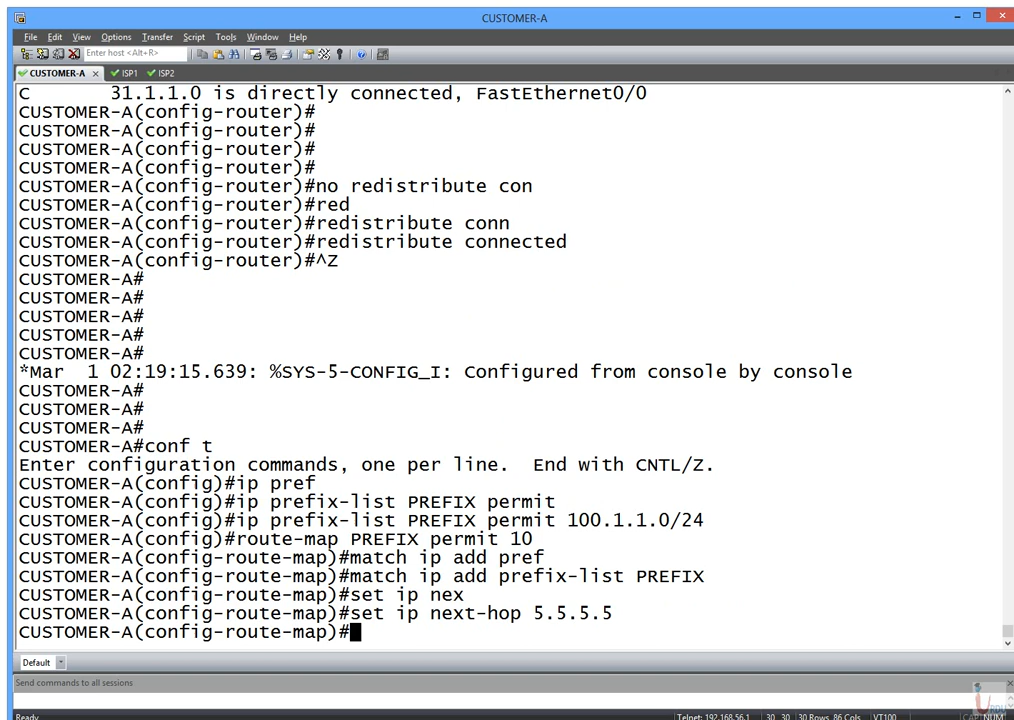 CUSTOMER-A
File Edit View Options Transfer Script Tools Window Help
Enter host <Alt+R>
CUSTOMER-A ISP1 ISP2
C        31.1.1.0 is directly connected, FastEthernet0/0
CUSTOMER-A(config-router)#
CUSTOMER-A(config-router)#
CUSTOMER-A(config-router)#
CUSTOMER-A(config-router)#
CUSTOMER-A(config-router)#no redistribute con
CUSTOMER-A(config-router)#red
CUSTOMER-A(config-router)#redistribute conn
CUSTOMER-A(config-router)#redistribute connected
CUSTOMER-A(config-router)#^Z
CUSTOMER-A#
CUSTOMER-A#
CUSTOMER-A#
CUSTOMER-A#
CUSTOMER-A#
*Mar  1 02:19:15.639: %SYS-5-CONFIG_I: Configured from console by console
CUSTOMER-A#
CUSTOMER-A#
CUSTOMER-A#
CUSTOMER-A#conf t
Enter configuration commands, one per line.  End with CNTL/Z.
CUSTOMER-A(config)#ip pref
CUSTOMER-A(config)#ip prefix-list PREFIX permit
CUSTOMER-A(config)#ip prefix-list PREFIX permit 100.1.1.0/24
CUSTOMER-A(config)#route-map PREFIX permit 10
CUSTOMER-A(config-route-map)#match ip add pref
CUSTOMER-A(config-route-map)#match ip add prefix-list PREFIX
CUSTOMER-A(config-route-map)#set ip nex
CUSTOMER-A(config-route-map)#set ip next-hop 5.5.5.5
CUSTOMER-A(config-route-map)#
Default
Send commands to all sessions
Ready Telnet: 192.168.56.1 30, 30 30 Rows, 86 Cols VT100